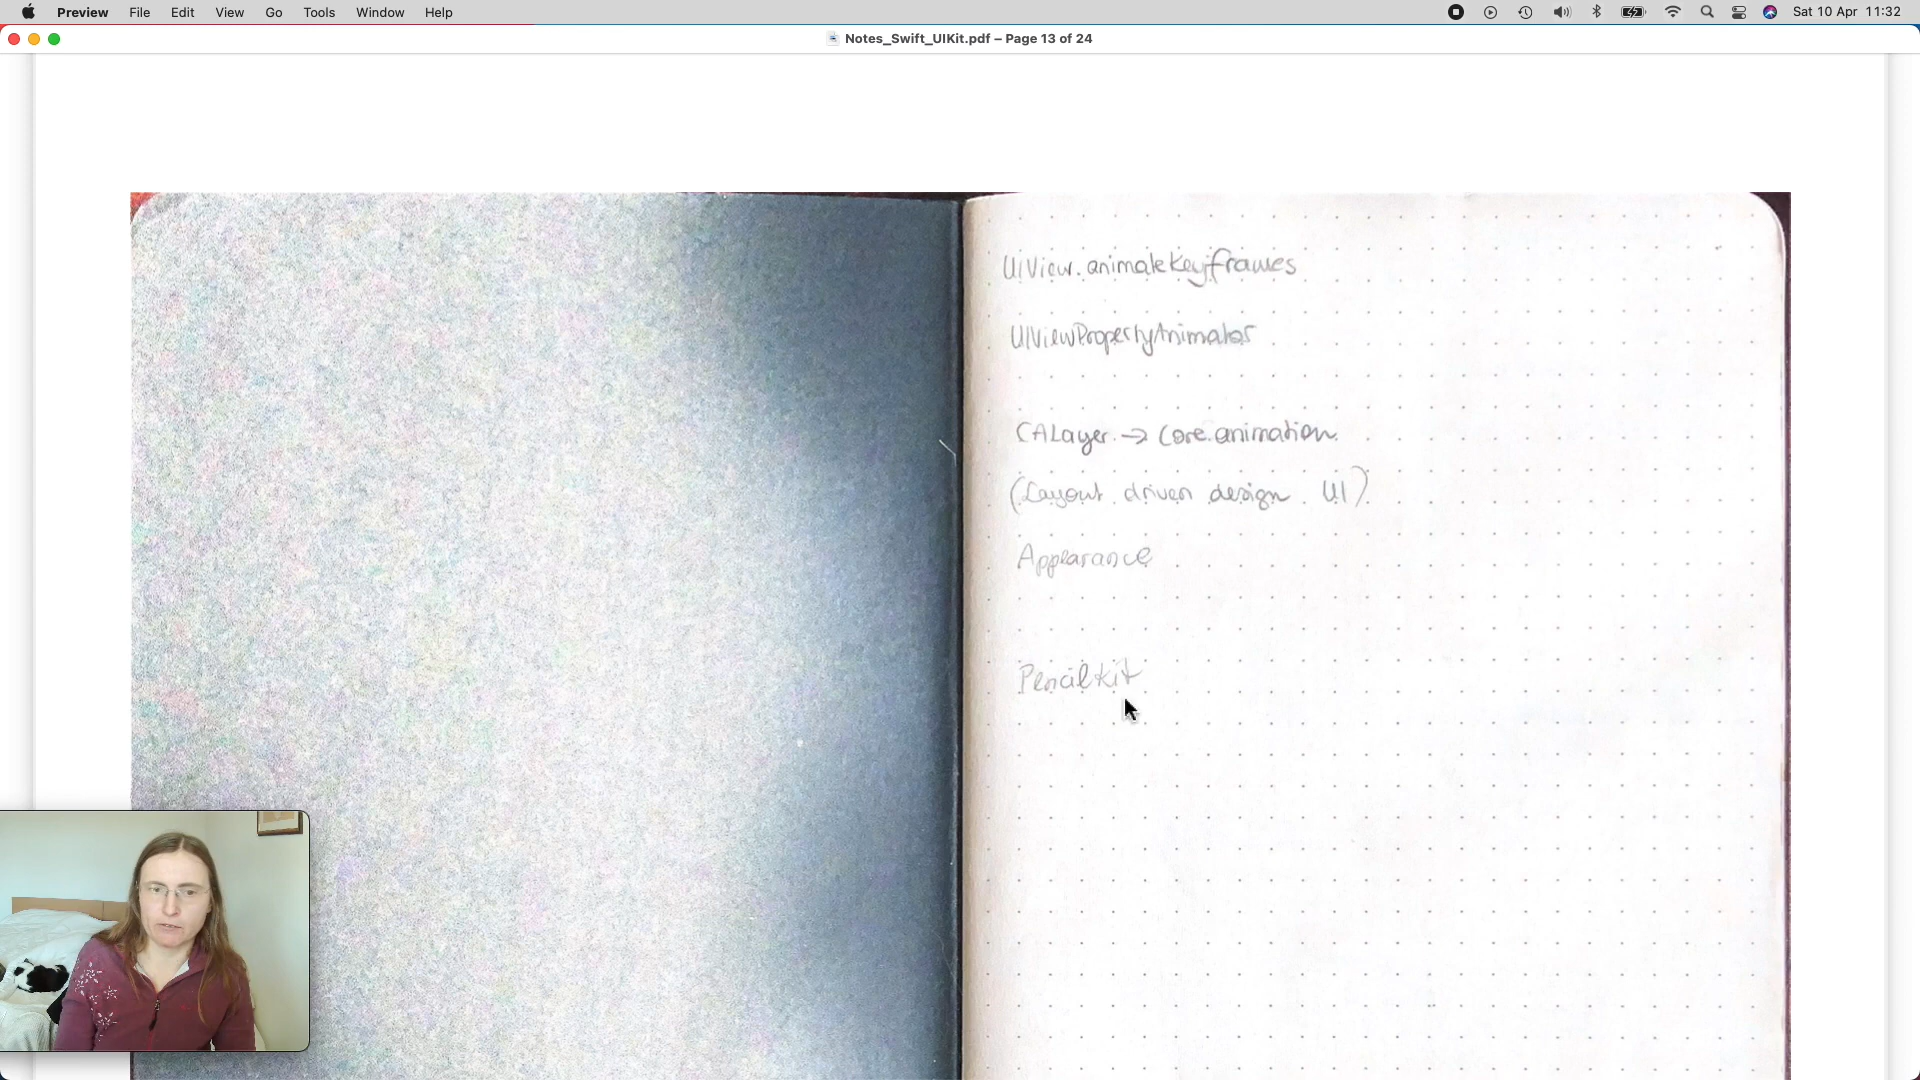 Preview File Edit View Go Tools Window Help Sat 10 Apr 11:32
Notes_Swift_UIKit.pdf – Page 13 of 24
UIView.animateKeyframes
UIViewPropertyAnimator
CALayer → Core animation
(Layout driven design UI)
Appearance
Pencilkit